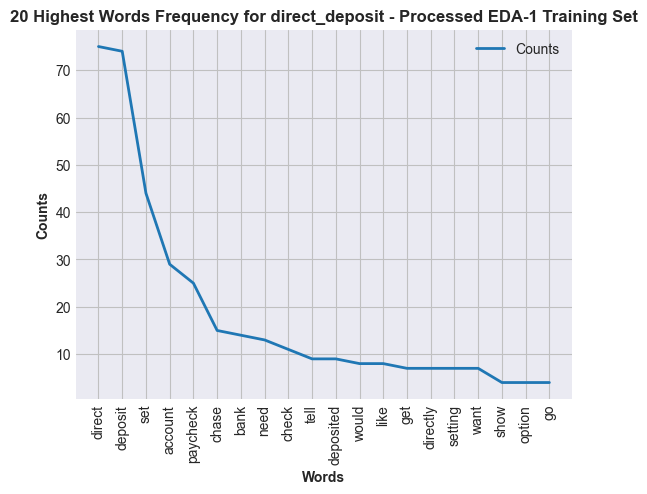 20 Highest Words Frequency for direct_deposit - Processed EDA-1 Training Set
Counts
70
60
50
40
30
20
10
Counts
direct
deposit
set
account
paycheck
chase
bank
need
check
tell
deposited
would
like
get
directly
setting
want
show
option
go
Words